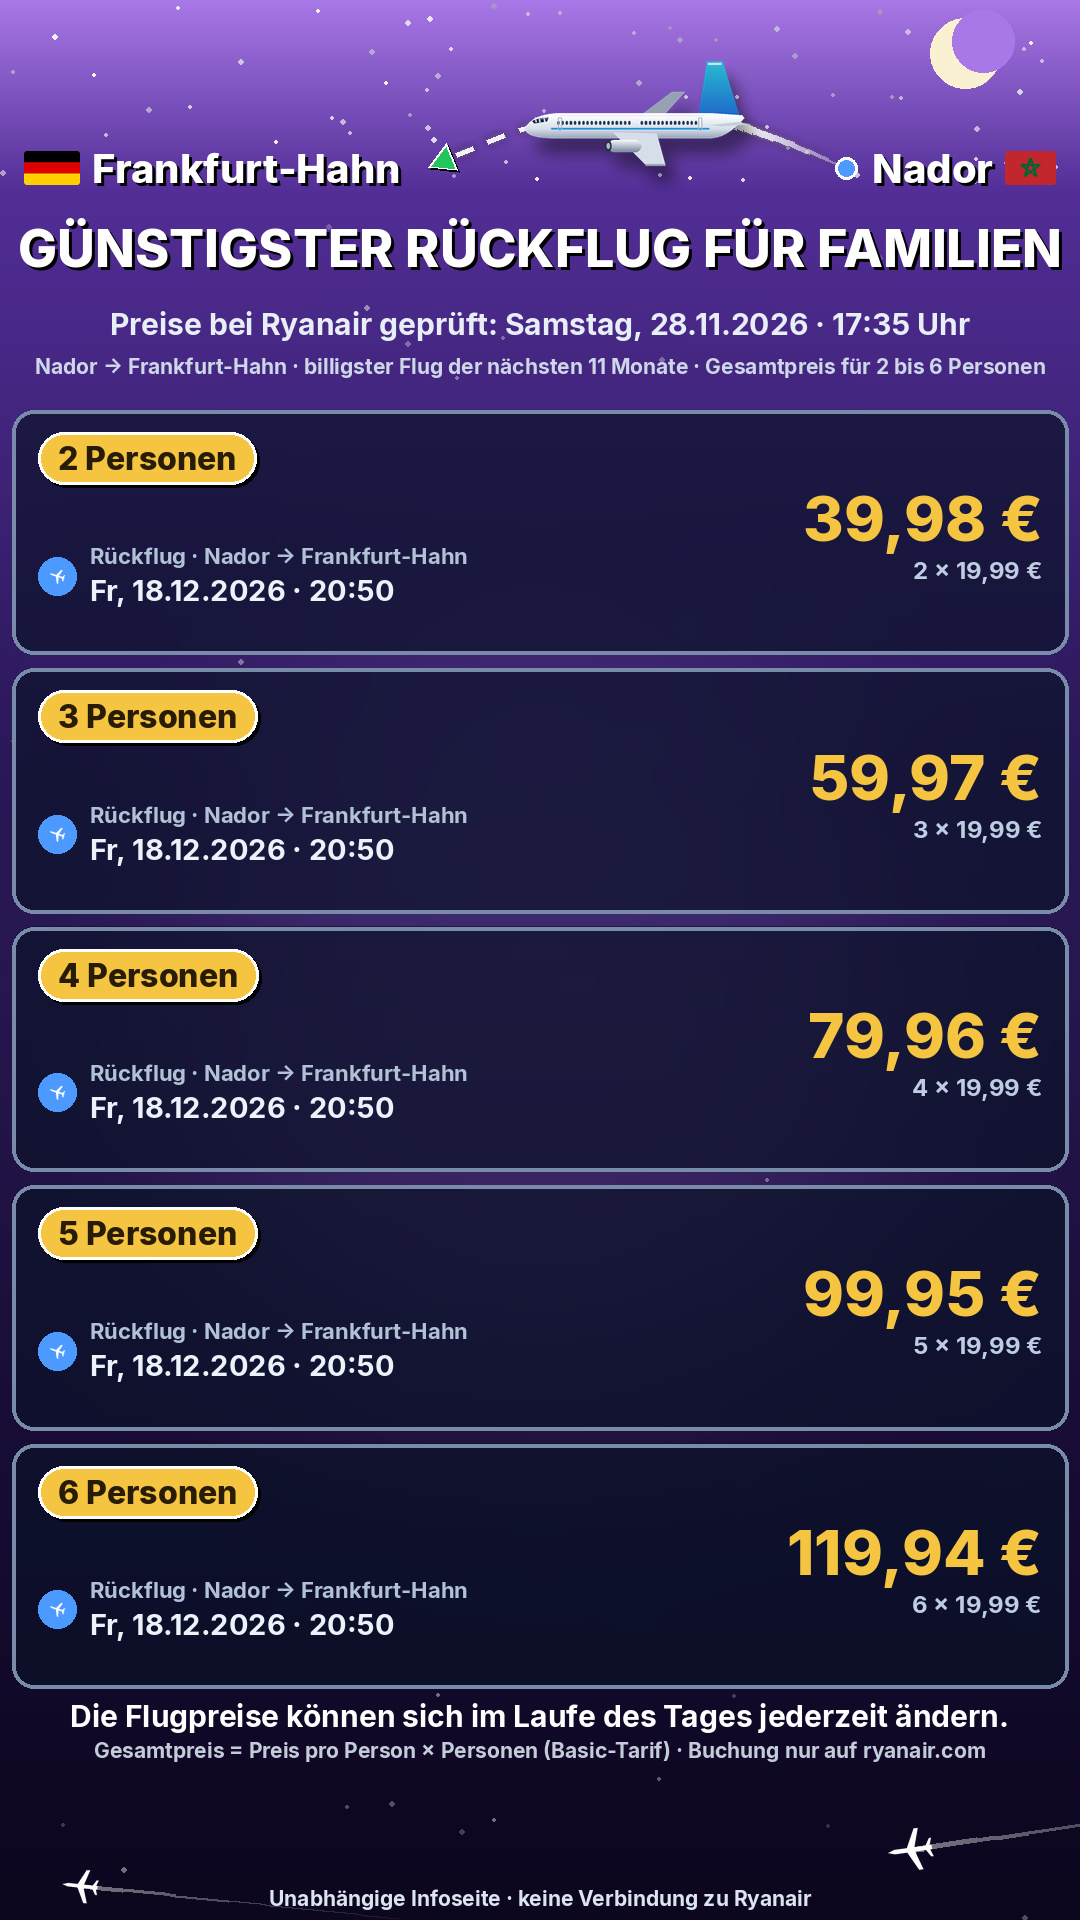 Frankfurt-Hahn
Nador
GÜNSTIGSTER RÜCKFLUG FÜR FAMILIEN
Preise bei Ryanair geprüft: Samstag, 28.11.2026 · 17:35 Uhr
Nador → Frankfurt-Hahn · billigster Flug der nächsten 11 Monate · Gesamtpreis für 2 bis 6 Personen
2 Personen
39,98 €
2 × 19,99 €
Rückflug · Nador → Frankfurt-Hahn
Fr, 18.12.2026 · 20:50
3 Personen
59,97 €
3 × 19,99 €
Rückflug · Nador → Frankfurt-Hahn
Fr, 18.12.2026 · 20:50
4 Personen
79,96 €
4 × 19,99 €
Rückflug · Nador → Frankfurt-Hahn
Fr, 18.12.2026 · 20:50
5 Personen
99,95 €
5 × 19,99 €
Rückflug · Nador → Frankfurt-Hahn
Fr, 18.12.2026 · 20:50
6 Personen
119,94 €
6 × 19,99 €
Rückflug · Nador → Frankfurt-Hahn
Fr, 18.12.2026 · 20:50
Die Flugpreise können sich im Laufe des Tages jederzeit ändern.
Gesamtpreis = Preis pro Person × Personen (Basic-Tarif) · Buchung nur auf ryanair.com
Unabhängige Infoseite · keine Verbindung zu Ryanair